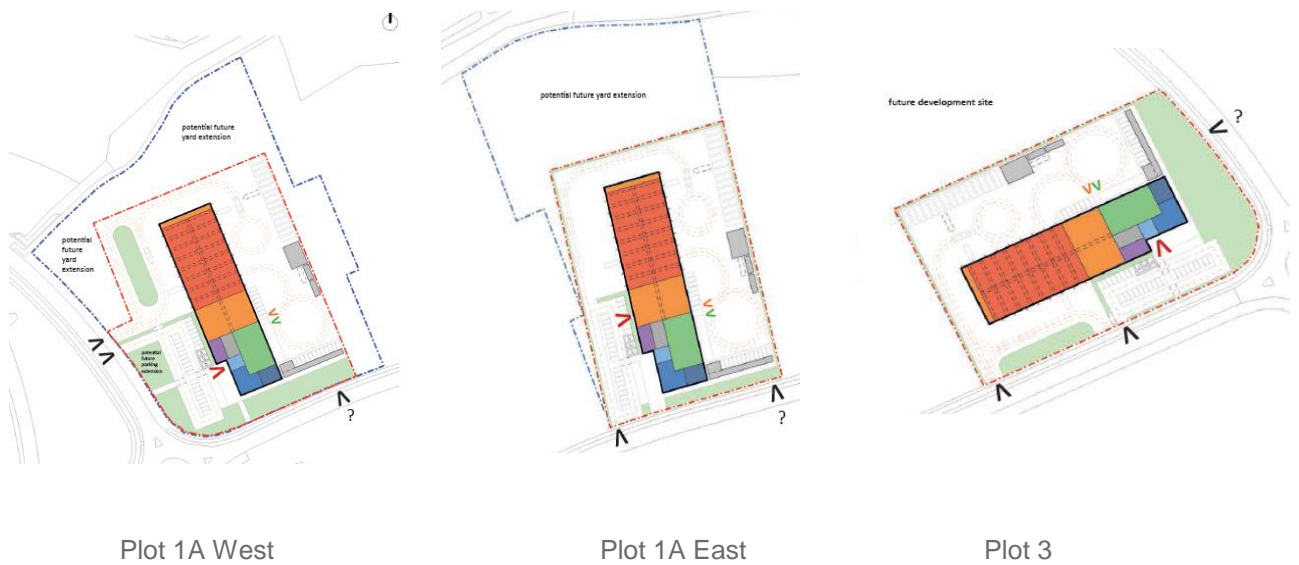 potential future
yard extension
potential
future
yard
extension
potential
future
parking
extension
?
potential future yard extension
?
future development site
?
Plot 1A West
Plot 1A East
Plot 3